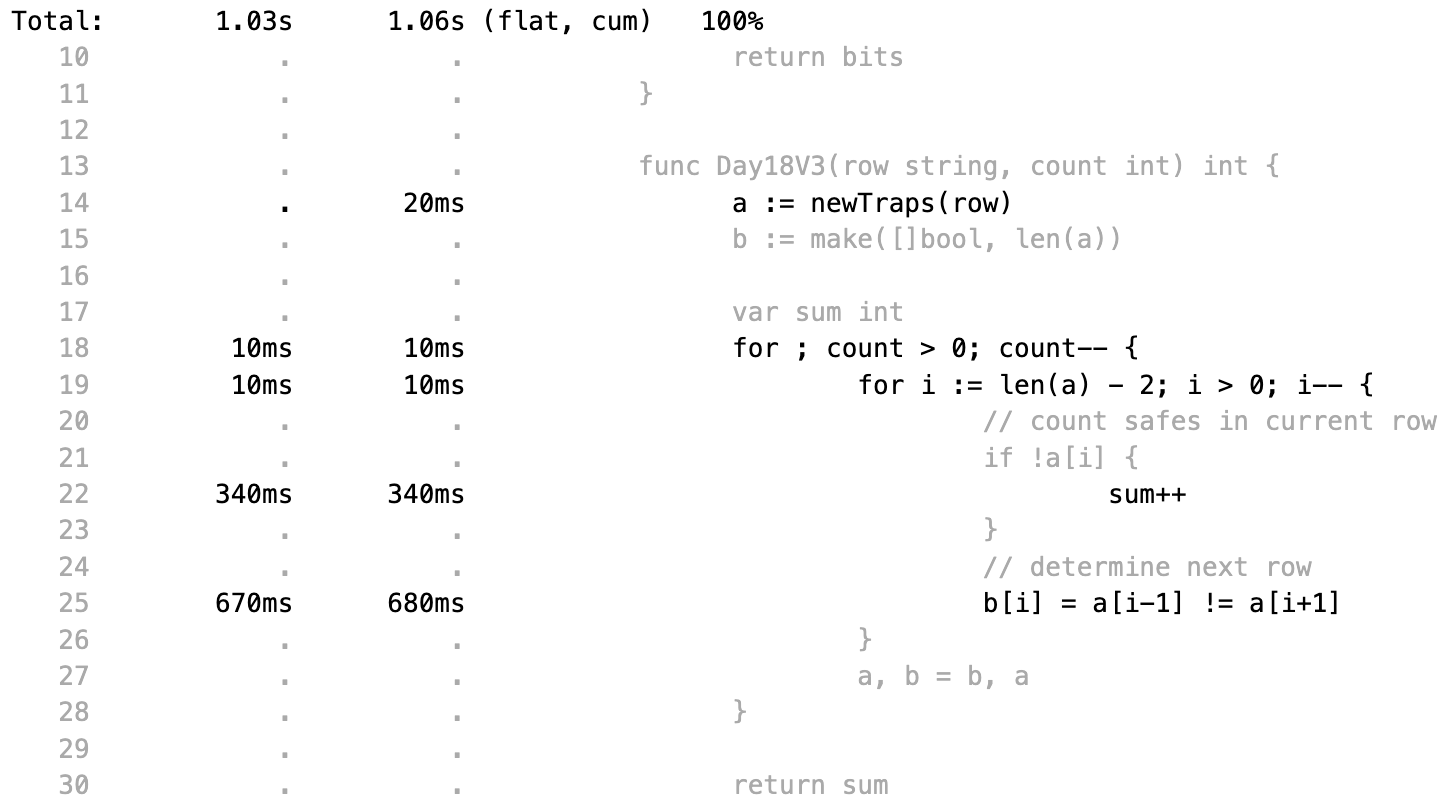 Total: 1.03s 1.06s (flat, cum) 100%
10 . . return bits
11 . . }
12 . .
13 . . func Day18V3(row string, count int) int {
14 . 20ms a := newTraps(row)
15 . . b := make([]bool, len(a))
16 . .
17 . . var sum int
18 10ms 10ms for ; count > 0; count-- {
19 10ms 10ms for i := len(a) - 2; i > 0; i-- {
20 . . // count safes in current row
21 . . if !a[i] {
22 340ms 340ms sum++
23 . . }
24 . . // determine next row
25 670ms 680ms b[i] = a[i-1] != a[i+1]
26 . . }
27 . . a, b = b, a
28 . . }
29 . .
30 . . return sum